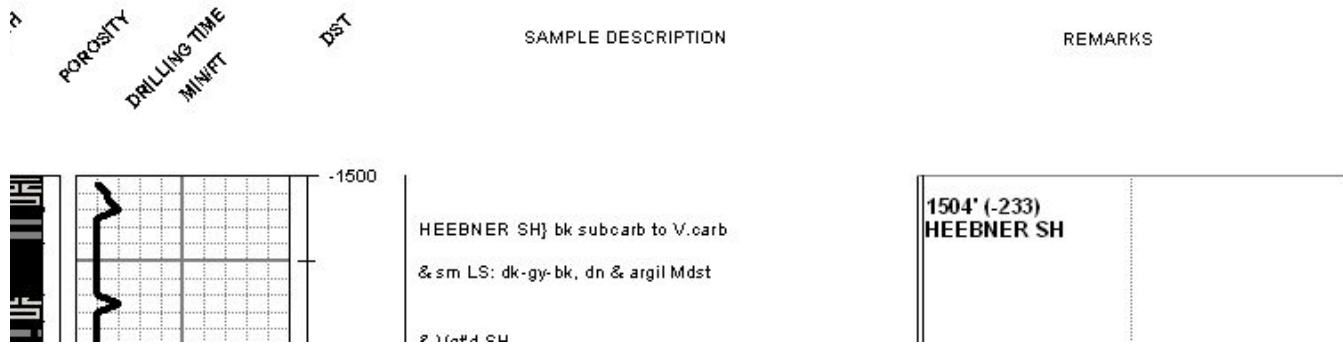 POROSITY
DRILLING TIME
MIN/FT
DST
SAMPLE DESCRIPTION
REMARKS
-1500
HEEBNER SH} bk subcarb to V.carb
& sm LS: dk-gy-bk, dn & argil Mdst
SH
1504' (-233)
HEEBNER SH